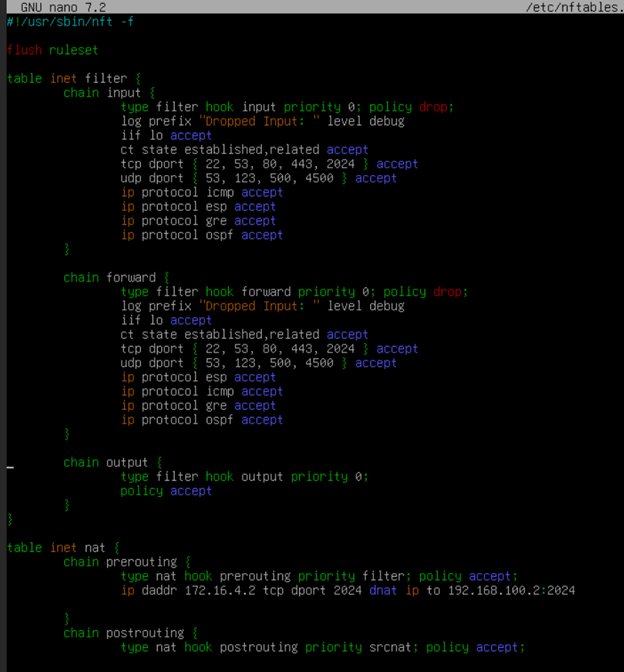 GNU nano 7.2 /etc/nftables.
#!/usr/sbin/nft -f
flush ruleset
table inet filter {
chain input {
type filter hook input priority 0; policy drop;
log prefix "Dropped Input: " level debug
iif lo accept
ct state established,related accept
tcp dport { 22, 53, 80, 443, 2024 } accept
udp dport { 53, 123, 500, 4500 } accept
ip protocol icmp accept
ip protocol esp accept
ip protocol gre accept
ip protocol ospf accept
}
chain forward {
type filter hook forward priority 0; policy drop;
log prefix "Dropped Input: " level debug
iif lo accept
ct state established,related accept
tcp dport { 22, 53, 80, 443, 2024 } accept
udp dport { 53, 123, 500, 4500 } accept
ip protocol esp accept
ip protocol icmp accept
ip protocol gre accept
ip protocol ospf accept
}
chain output {
type filter hook output priority 0;
policy accept
}
}
table inet nat {
chain prerouting {
type nat hook prerouting priority filter; policy accept;
ip daddr 172.16.4.2 tcp dport 2024 dnat ip to 192.168.100.2:2024
}
chain postrouting {
type nat hook postrouting priority srcnat; policy accept;